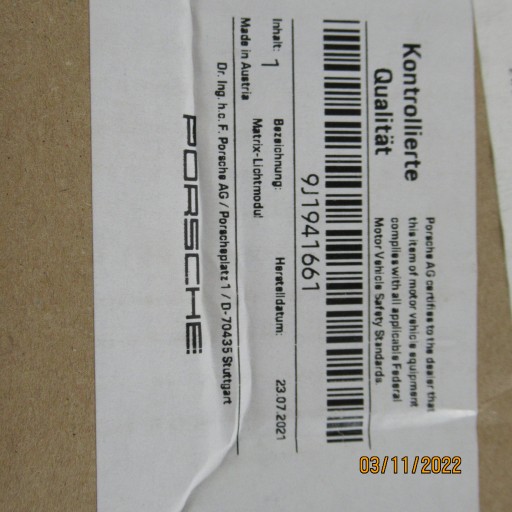 Kontrollierte
Qualität
Porsche AG certifies to the dealer that
this item of motor vehicle equipment
complies with all applicable Federal
Motor Vehicle Safety Standards.
9J1941661
Inhalt: Bezeichnung: Herstelldatum:
1 Matrix-Lichtmodul 23.07.2021
Made in Austria
Dr. Ing. h.c. F. Porsche AG / Porscheplatz 1 / D-70435 Stuttgart
PORSCHE
03/11/2022